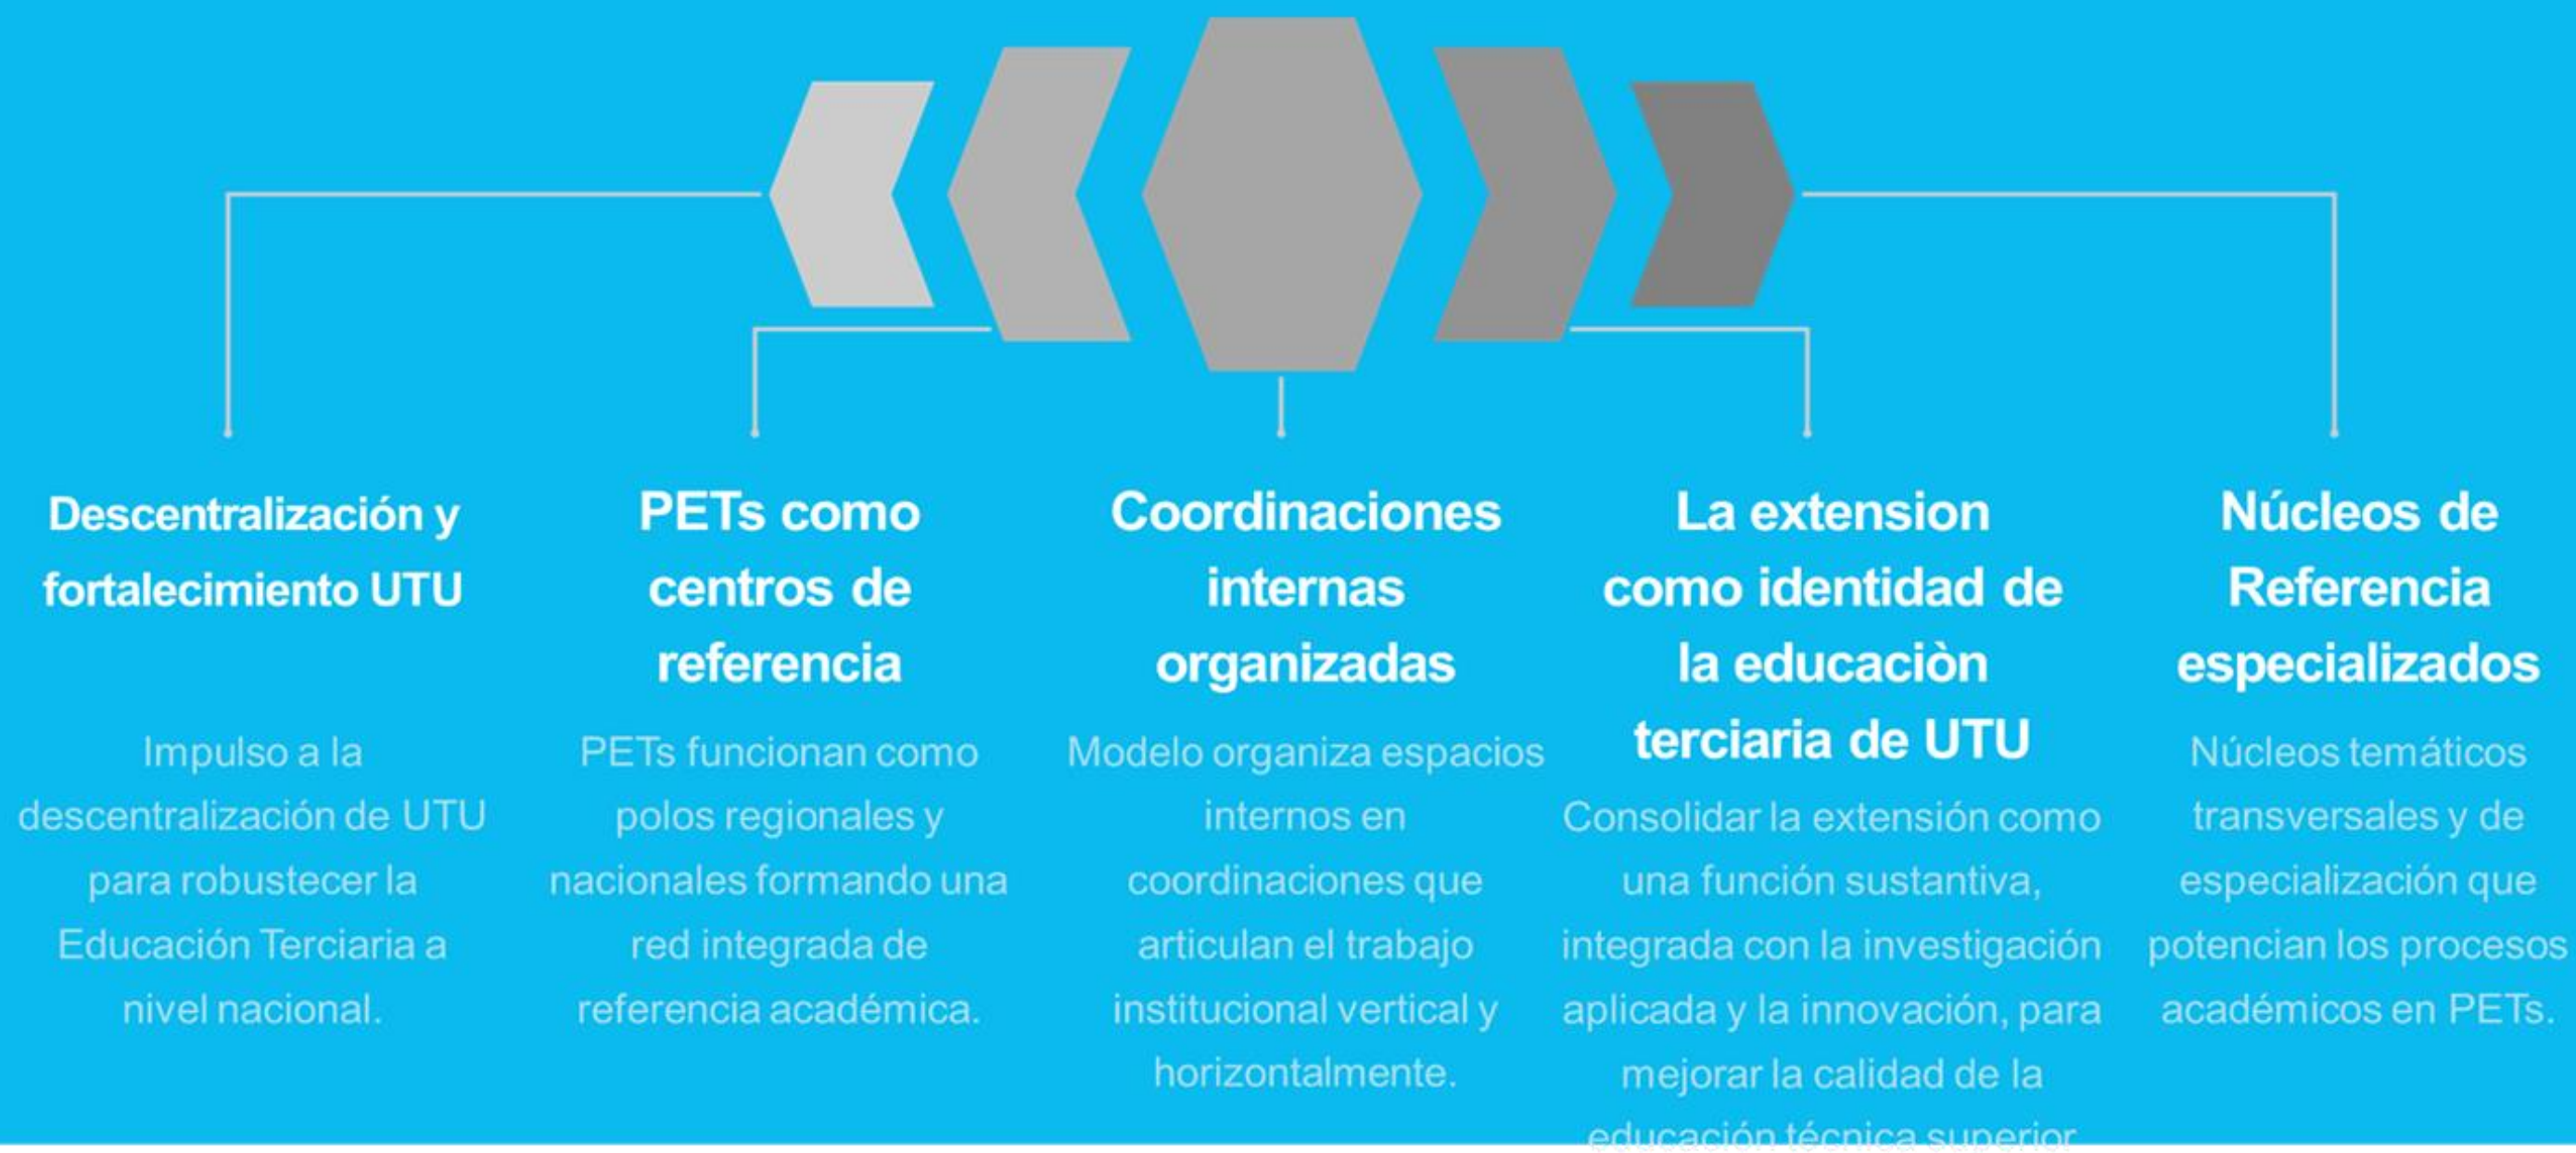 Descentralización y
fortalecimiento UTU
Impulso a la
descentralización de UTU
para robustecer la
Educación Terciaria a
nivel nacional.
PETs como
centros de
referencia
PETs funcionan como
polos regionales y
nacionales formando una
red integrada de
referencia académica.
Coordinaciones
internas
organizadas
Modelo organiza espacios
internos en
coordinaciones que
articulan el trabajo
institucional vertical y
horizontalmente.
La extension
como identidad de
la educaciòn
terciaria de UTU
Consolidar la extensión como
una función sustantiva,
integrada con la investigación
aplicada y la innovación, para
mejorar la calidad de la
educación técnica superior
Núcleos de
Referencia
especializados
Núcleos temáticos
transversales y de
especialización que
potencian los procesos
académicos en PETs.